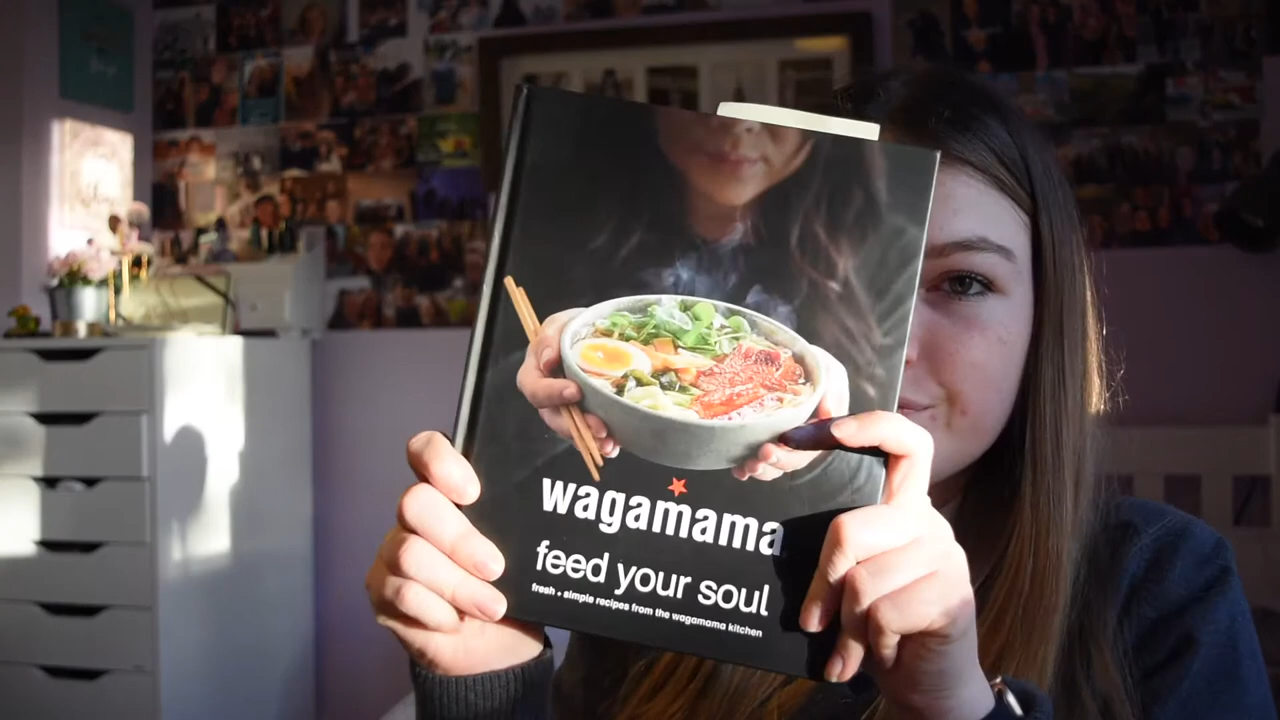 wagamama
feed your soul
fresh • simple recipes from the wagamama kitchen